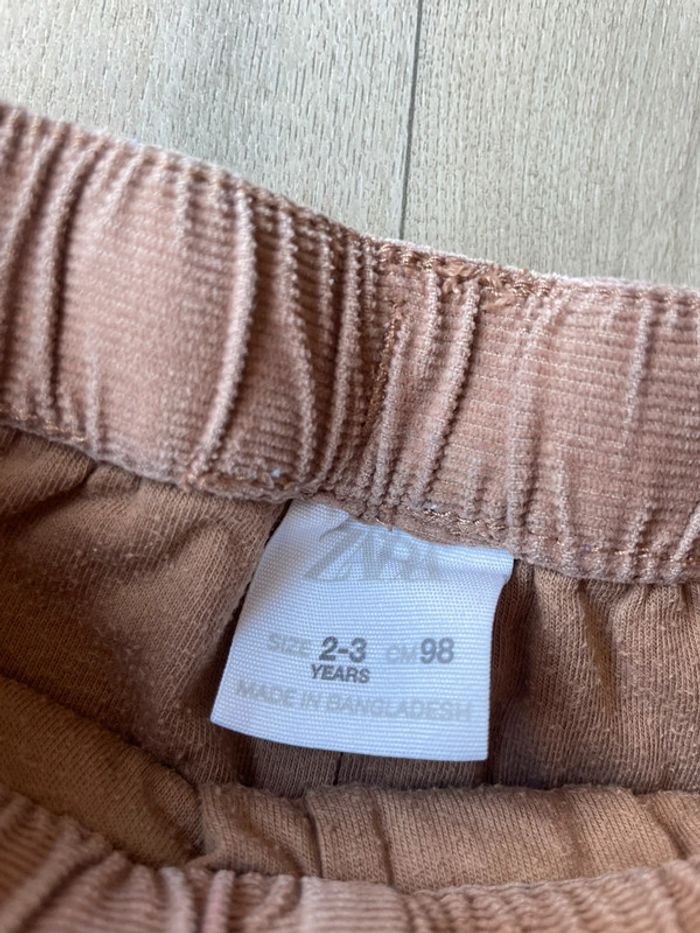 ZARA
SIZE 2-3 CM 98
YEARS
MADE IN BANGLADESH